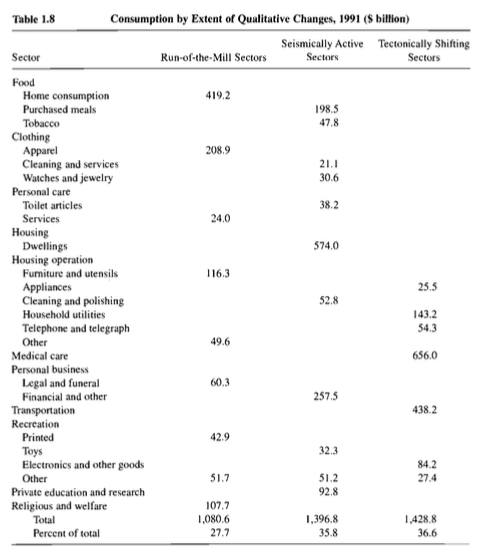 Table 1.8 Consumption by Extent of Qualitative Changes, 1991 ($ billion)
Seismically Active Tectonically Shifting
Sector Run-of-the-Mill Sectors Sectors Sectors
Food
Home consumption 419.2
Purchased meals 198.5
Tobacco 47.8
Clothing
Apparel 208.9
Cleaning and services 21.1
Watches and jewelry 30.6
Personal care
Toilet articles 38.2
Services 24.0
Housing
Dwellings 574.0
Housing operation
Furniture and utensils 116.3
Appliances 25.5
Cleaning and polishing 52.8
Household utilities 143.2
Telephone and telegraph 54.3
Other 49.6
Medical care 656.0
Personal business
Legal and funeral 60.3
Financial and other 257.5
Transportation 438.2
Recreation
Printed 42.9
Toys 32.3
Electronics and other goods 84.2
Other 51.7 51.2 27.4
Private education and research 92.8
Religious and welfare 107.7
Total 1,080.6 1,396.8 1,428.8
Percent of total 27.7 35.8 36.6